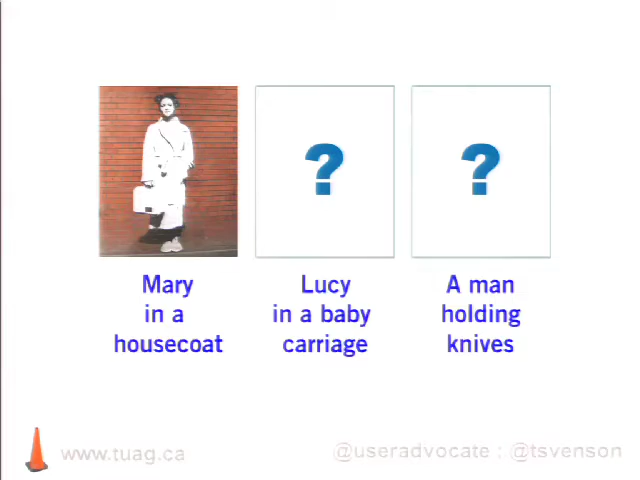 ?
?
Mary
in a
housecoat
Lucy
in a baby
carriage
A man
holding
knives
www.tuag.ca
@useradvocate : @tsvenson